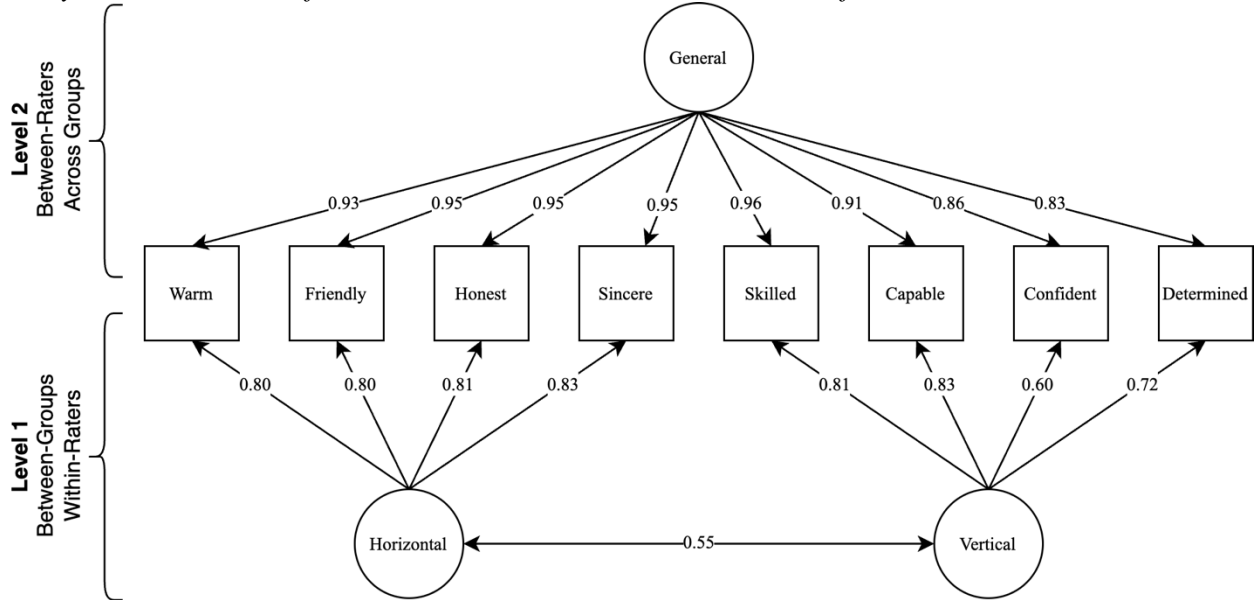 General
Level 2
Between-Raters
Across Groups
0.93
0.95
0.95
0.95
0.96
0.91
0.86
0.83
Warm
Friendly
Honest
Sincere
Skilled
Capable
Confident
Determined
Level 1
Between-Groups
Within-Raters
0.80
0.80
0.81
0.83
0.81
0.83
0.60
0.72
Horizontal
0.55
Vertical